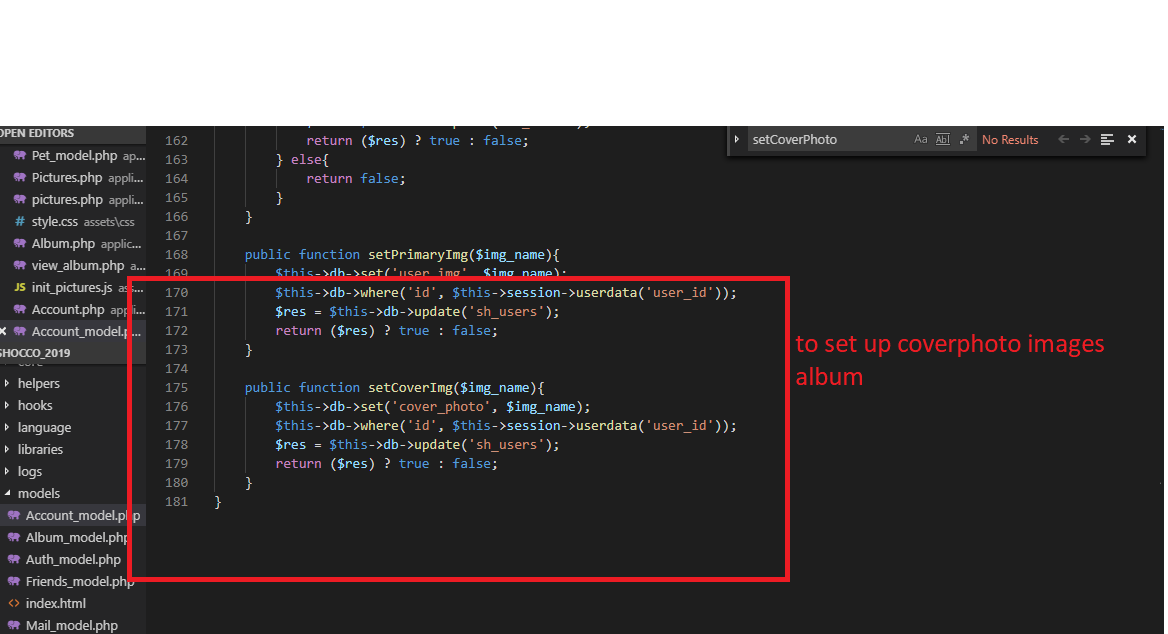 OPEN EDITORS
Pet_model.php ap...
Pictures.php appli...
pictures.php appli...
style.css assets\css
Album.php applic...
view_album.php a...
JS init_pictures.js ass...
Account.php appli...
Account_model.p...
SHOCCO_2019
core
helpers
hooks
language
libraries
logs
models
Account_model.php
Album_model.php
Auth_model.php
Friends_model.php
index.html
Mail_model.php
setCoverPhoto Aa Abl .* No Results
162 return ($res) ? true : false;
163 } else{
164 return false;
165 }
166 }
167
168 public function setPrimaryImg($img_name){
169 $this->db->set('user_img', $img_name);
170 $this->db->where('id', $this->session->userdata('user_id'));
171 $res = $this->db->update('sh_users');
172 return ($res) ? true : false;
173 }
174
175 public function setCoverImg($img_name){
176 $this->db->set('cover_photo', $img_name);
177 $this->db->where('id', $this->session->userdata('user_id'));
178 $res = $this->db->update('sh_users');
179 return ($res) ? true : false;
180 }
181 }
to set up coverphoto images
album